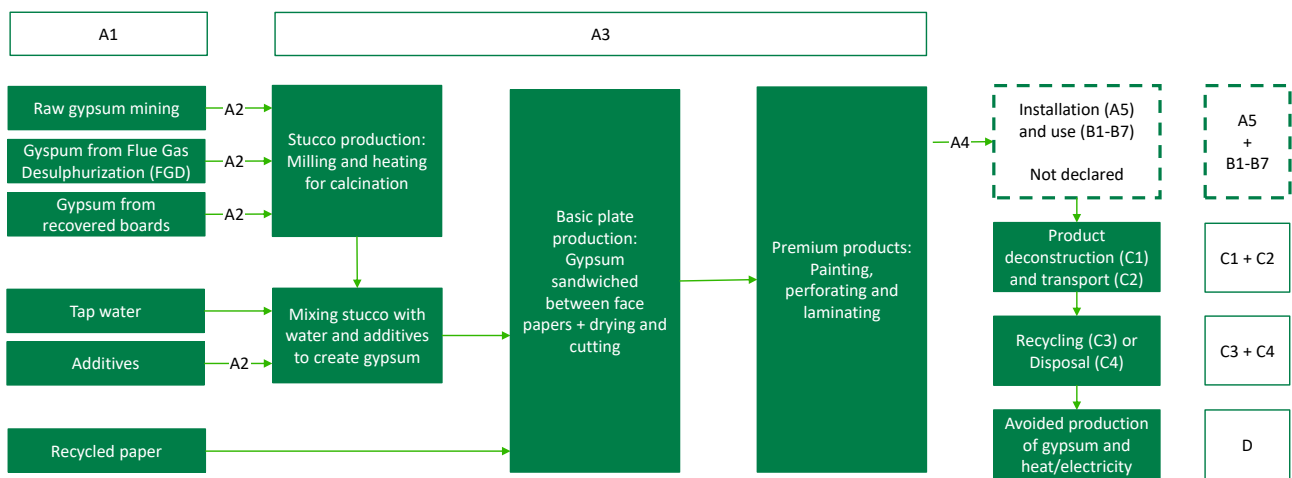 A1
A3
Raw gypsum mining
A2
Gyspum from Flue Gas
Desulphurization (FGD)
A2
Gypsum from
recovered boards
A2
Stucco production:
Milling and heating
for calcination
Tap water
Additives
A2
Mixing stucco with
water and additives
to create gypsum
Recycled paper
Basic plate
production:
Gypsum
sandwiched
between face
papers + drying and
cutting
Premium products:
Painting,
perforating and
laminating
A4
Installation (A5)
and use (B1-B7)
Not declared
A5
+
B1-B7
Product
deconstruction (C1)
and transport (C2)
C1 + C2
Recycling (C3) or
Disposal (C4)
C3 + C4
Avoided production
of gypsum and
heat/electricity
D